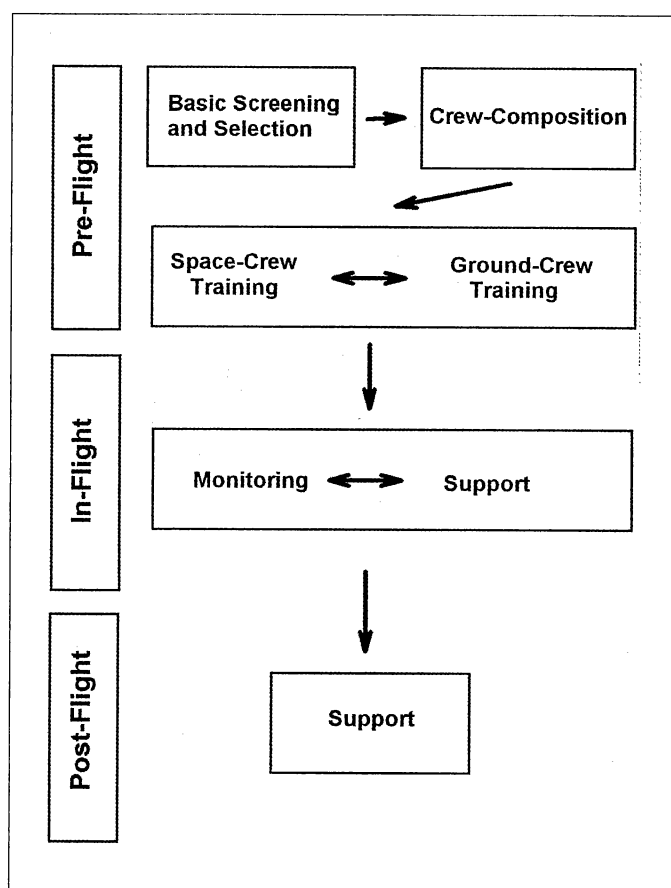 Pre-Flight
Basic Screening
and Selection
Crew-Composition
Space-Crew
Training
Ground-Crew
Training
In-Flight
Monitoring
Support
Post-Flight
Support